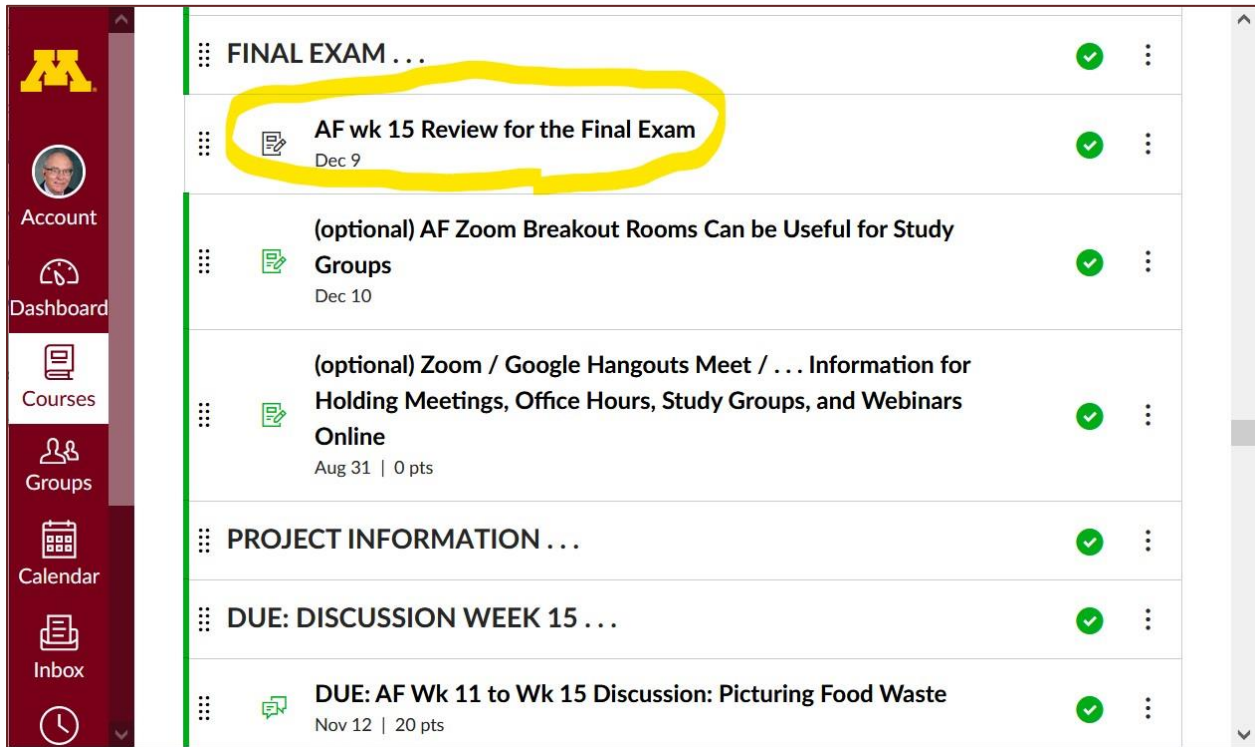 M
FINAL EXAM . . .
AF wk 15 Review for the Final Exam
Dec 9
Account
(optional) AF Zoom Breakout Rooms Can be Useful for Study
Groups
Dec 10
Dashboard
(optional) Zoom / Google Hangouts Meet / . . . Information for
Holding Meetings, Office Hours, Study Groups, and Webinars
Online
Aug 31 | 0 pts
Courses
Groups
PROJECT INFORMATION . . .
Calendar
DUE: DISCUSSION WEEK 15 . . .
Inbox
DUE: AF Wk 11 to Wk 15 Discussion: Picturing Food Waste
Nov 12 | 20 pts